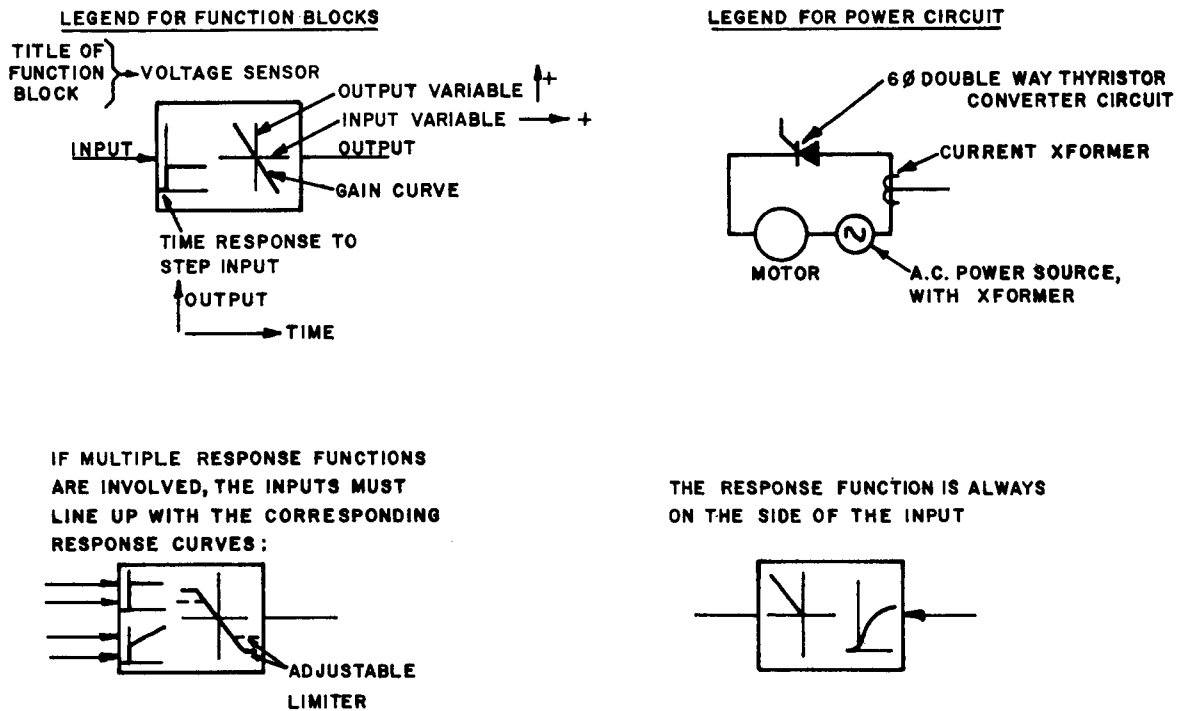 LEGEND FOR FUNCTION BLOCKS
TITLE OF
FUNCTION
BLOCK
VOLTAGE SENSOR
OUTPUT VARIABLE +
INPUT VARIABLE +
INPUT
OUTPUT
GAIN CURVE
TIME RESPONSE TO
STEP INPUT
OUTPUT
TIME
LEGEND FOR POWER CIRCUIT
6Ø DOUBLE WAY THYRISTOR
CONVERTER CIRCUIT
CURRENT XFORMER
MOTOR
A.C. POWER SOURCE,
WITH XFORMER
IF MULTIPLE RESPONSE FUNCTIONS
ARE INVOLVED, THE INPUTS MUST
LINE UP WITH THE CORRESPONDING
RESPONSE CURVES:
ADJUSTABLE
LIMITER
THE RESPONSE FUNCTION IS ALWAYS
ON THE SIDE OF THE INPUT